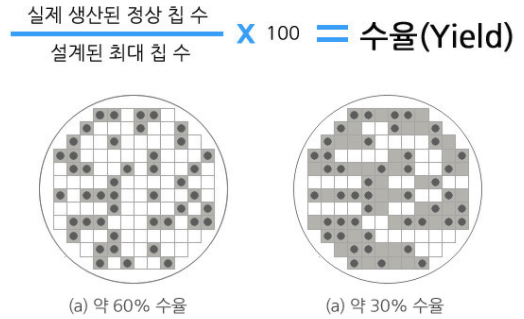 실제 생산된 정상 칩 수
설계된 최대 칩 수
X 100 = 수율(Yield)
(a) 약 60% 수율
(a) 약 30% 수율